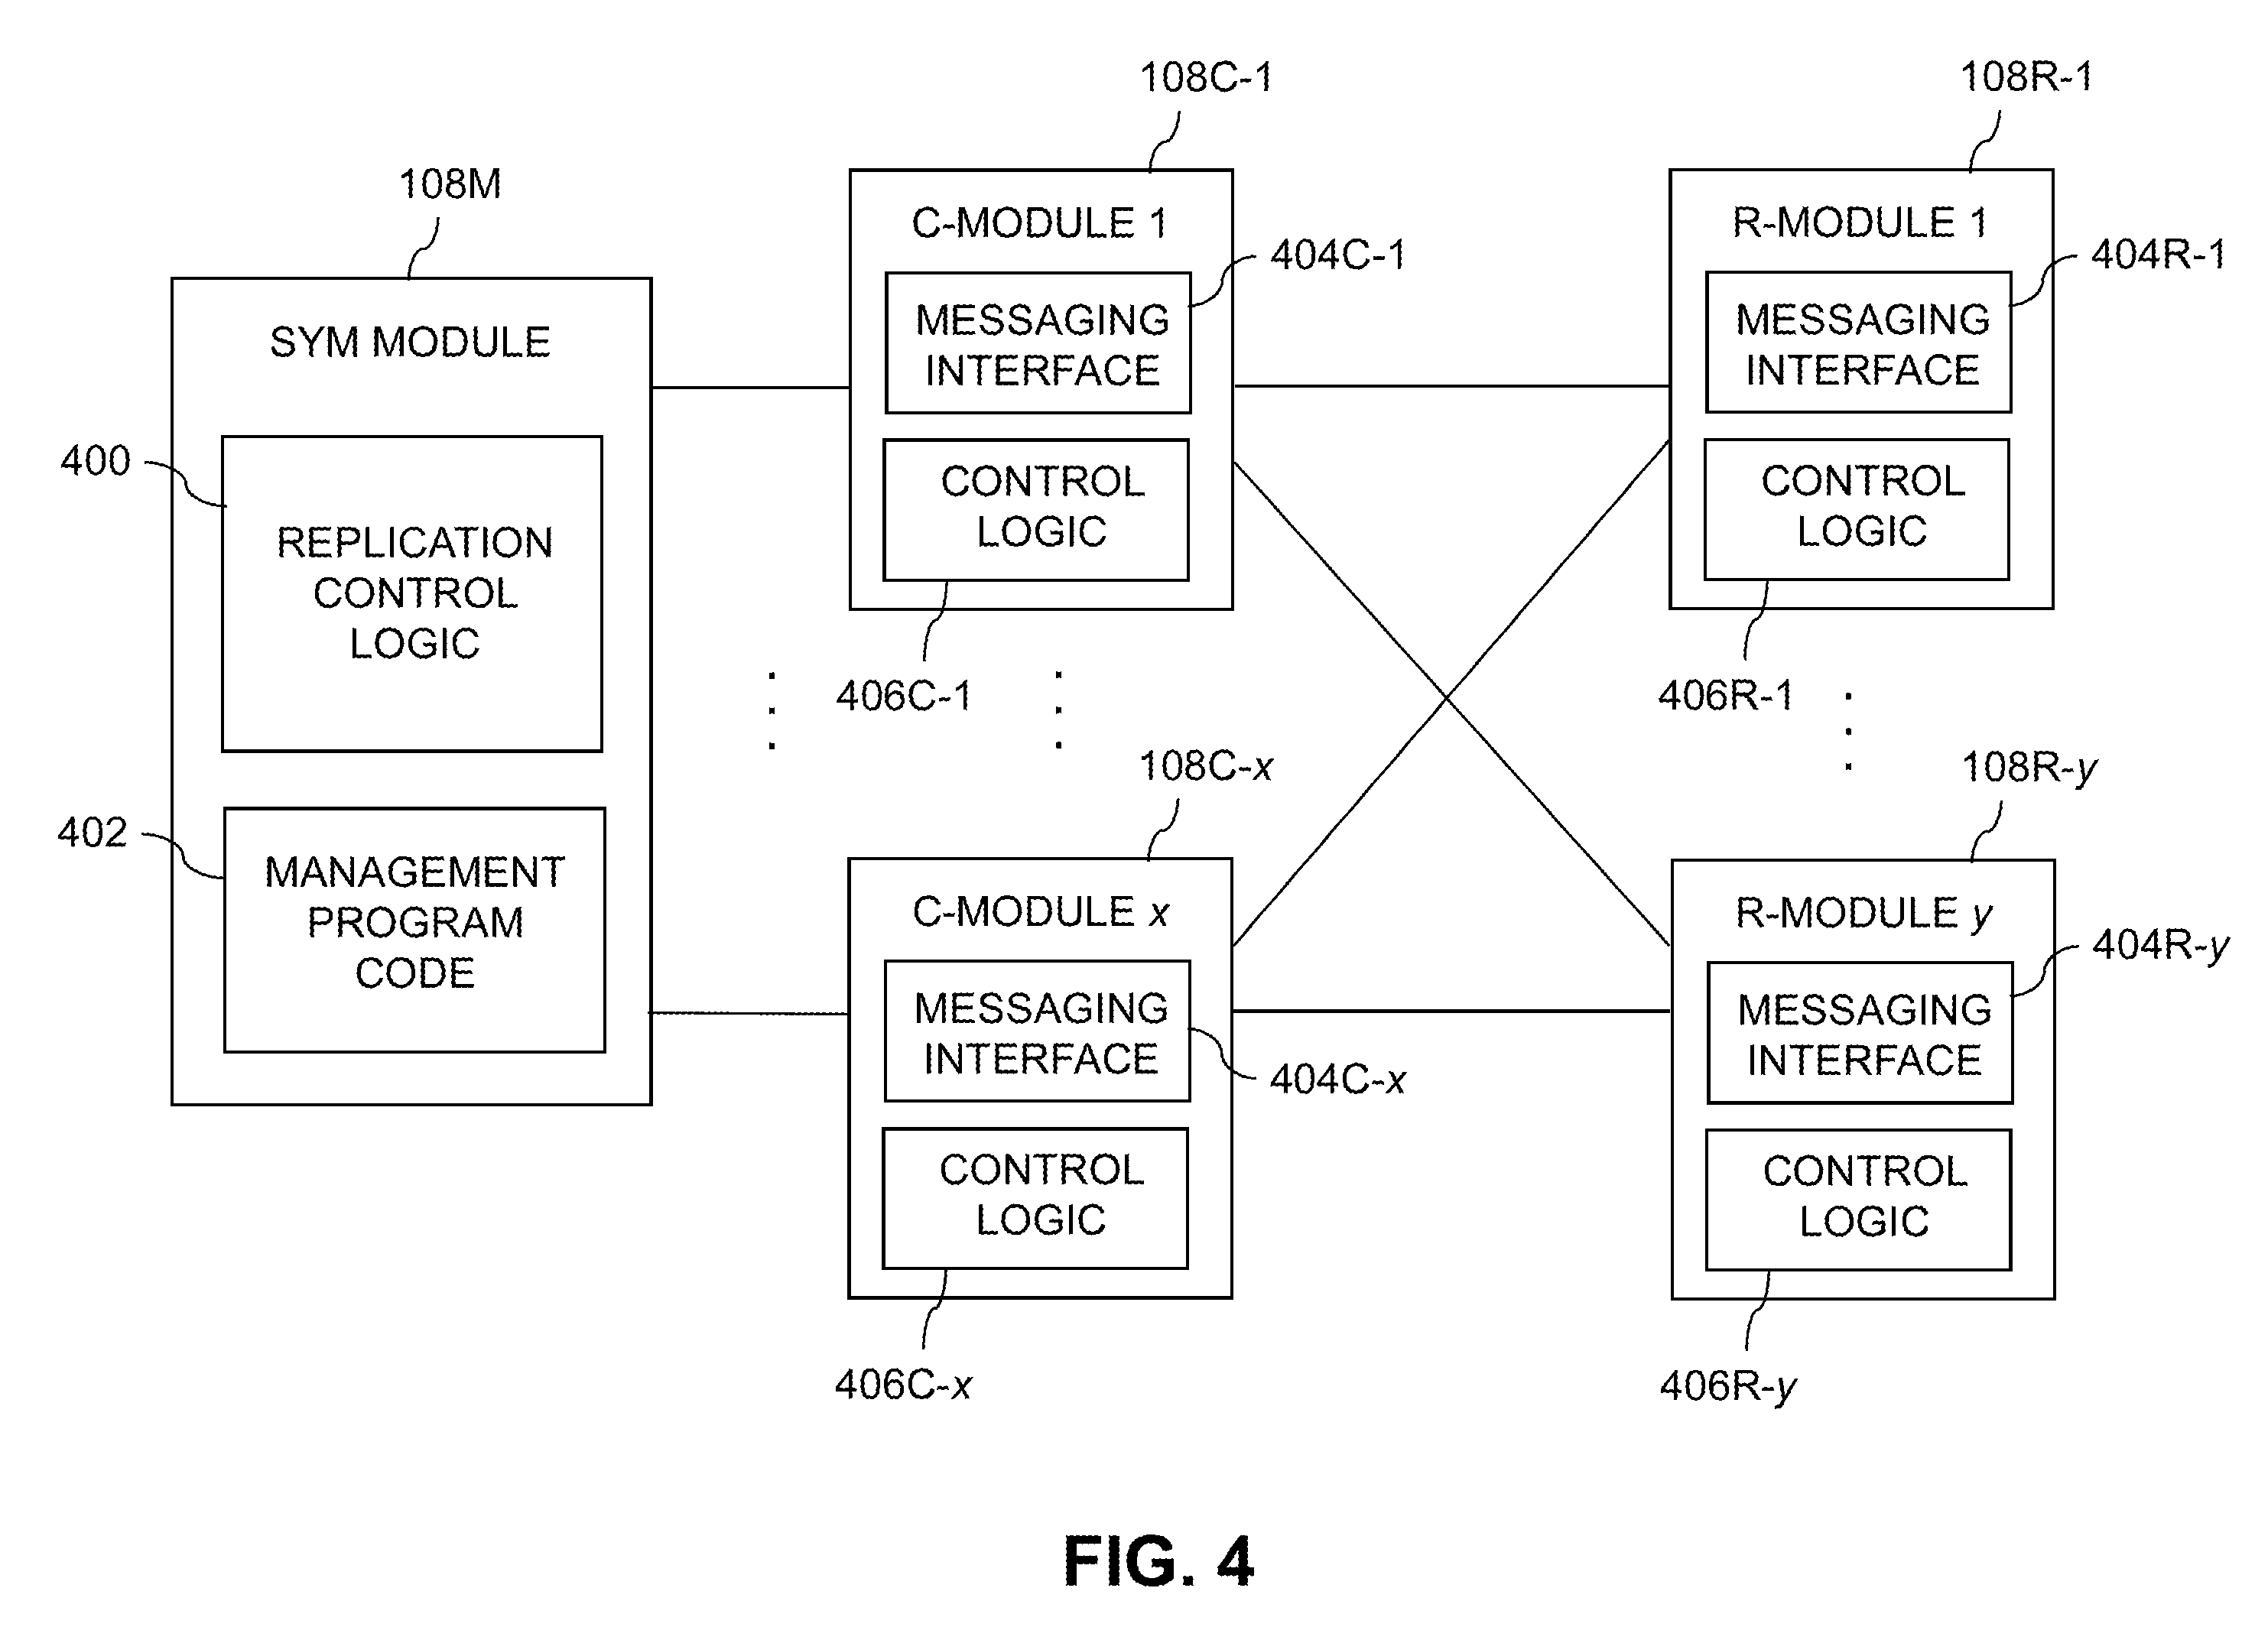 108C-1
108R-1
108M
C-MODULE 1
R-MODULE 1
404C-1
404R-1
MESSAGING
INTERFACE
MESSAGING
INTERFACE
SYM MODULE
400
CONTROL
LOGIC
CONTROL
LOGIC
REPLICATION
CONTROL
LOGIC
406C-1
406R-1
108C-x
108R-y
402
MANAGEMENT
PROGRAM
CODE
C-MODULE x
R-MODULE y
404R-y
MESSAGING
INTERFACE
MESSAGING
INTERFACE
404C-x
CONTROL
LOGIC
CONTROL
LOGIC
406C-x
406R-y
FIG. 4